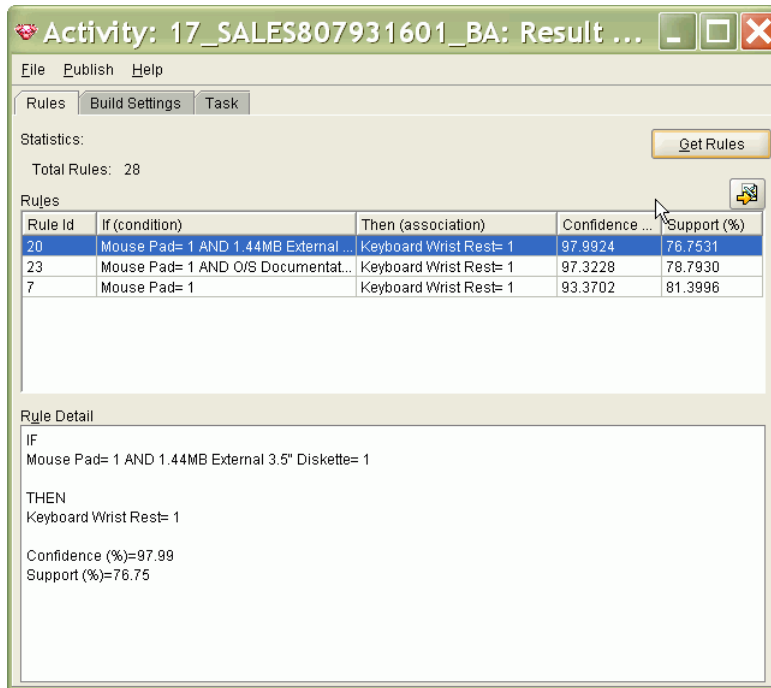 Activity: 17_SALES807931601_BA: Result ...
File Publish Help
Rules Build Settings Task
Statistics:
Get Rules
Total Rules: 28
Rules
Rule Id If (condition) Then (association) Confidence ... Support (%)
20 Mouse Pad= 1 AND 1.44MB External ... Keyboard Wrist Rest= 1 97.9924 76.7531
23 Mouse Pad= 1 AND O/S Documentat... Keyboard Wrist Rest= 1 97.3228 78.7930
7 Mouse Pad= 1 Keyboard Wrist Rest= 1 93.3702 81.3996
Rule Detail
IF
Mouse Pad= 1 AND 1.44MB External 3.5" Diskette= 1
THEN
Keyboard Wrist Rest= 1
Confidence (%)=97.99
Support (%)=76.75